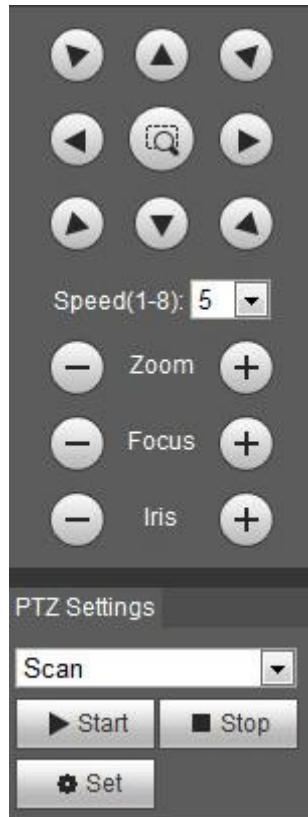 Speed(1-8): 5
Zoom
Focus
Iris
PTZ Settings
Scan
Start Stop
Set